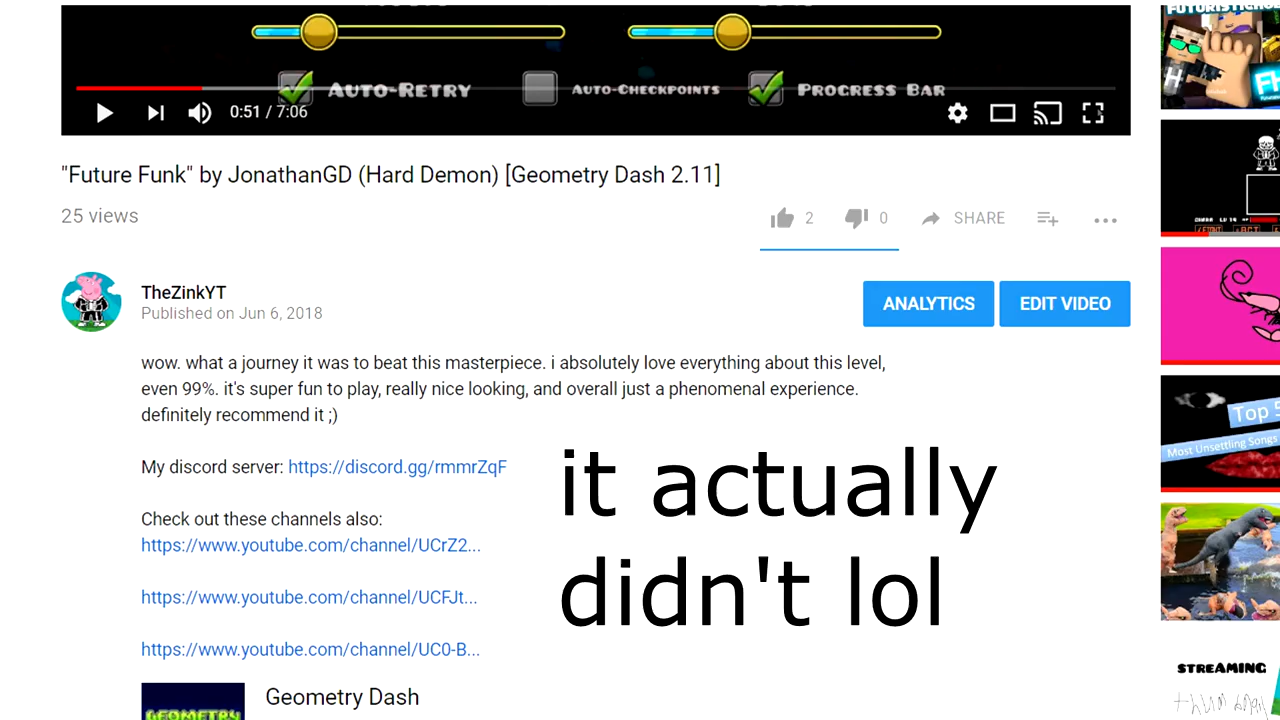 AUTO-RETRY
AUTO-CHECKPOINTS
PROGRESS BAR
0:51 / 7:06
"Future Funk" by JonathanGD (Hard Demon) [Geometry Dash 2.11]
25 views
2
0
SHARE
TheZinkYT
Published on Jun 6, 2018
ANALYTICS
EDIT VIDEO
wow. what a journey it was to beat this masterpiece. i absolutely love everything about this level,
even 99%. it's super fun to play, really nice looking, and overall just a phenomenal experience.
definitely recommend it ;)
My discord server: https://discord.gg/rmmrZqF
Check out these channels also:
https://www.youtube.com/channel/UCrZ2...
https://www.youtube.com/channel/UCFJt...
https://www.youtube.com/channel/UC0-B...
it actually
didn't lol
Geometry Dash
GEOMETRY
Top 5
Most Unsettling Songs
STREAMING